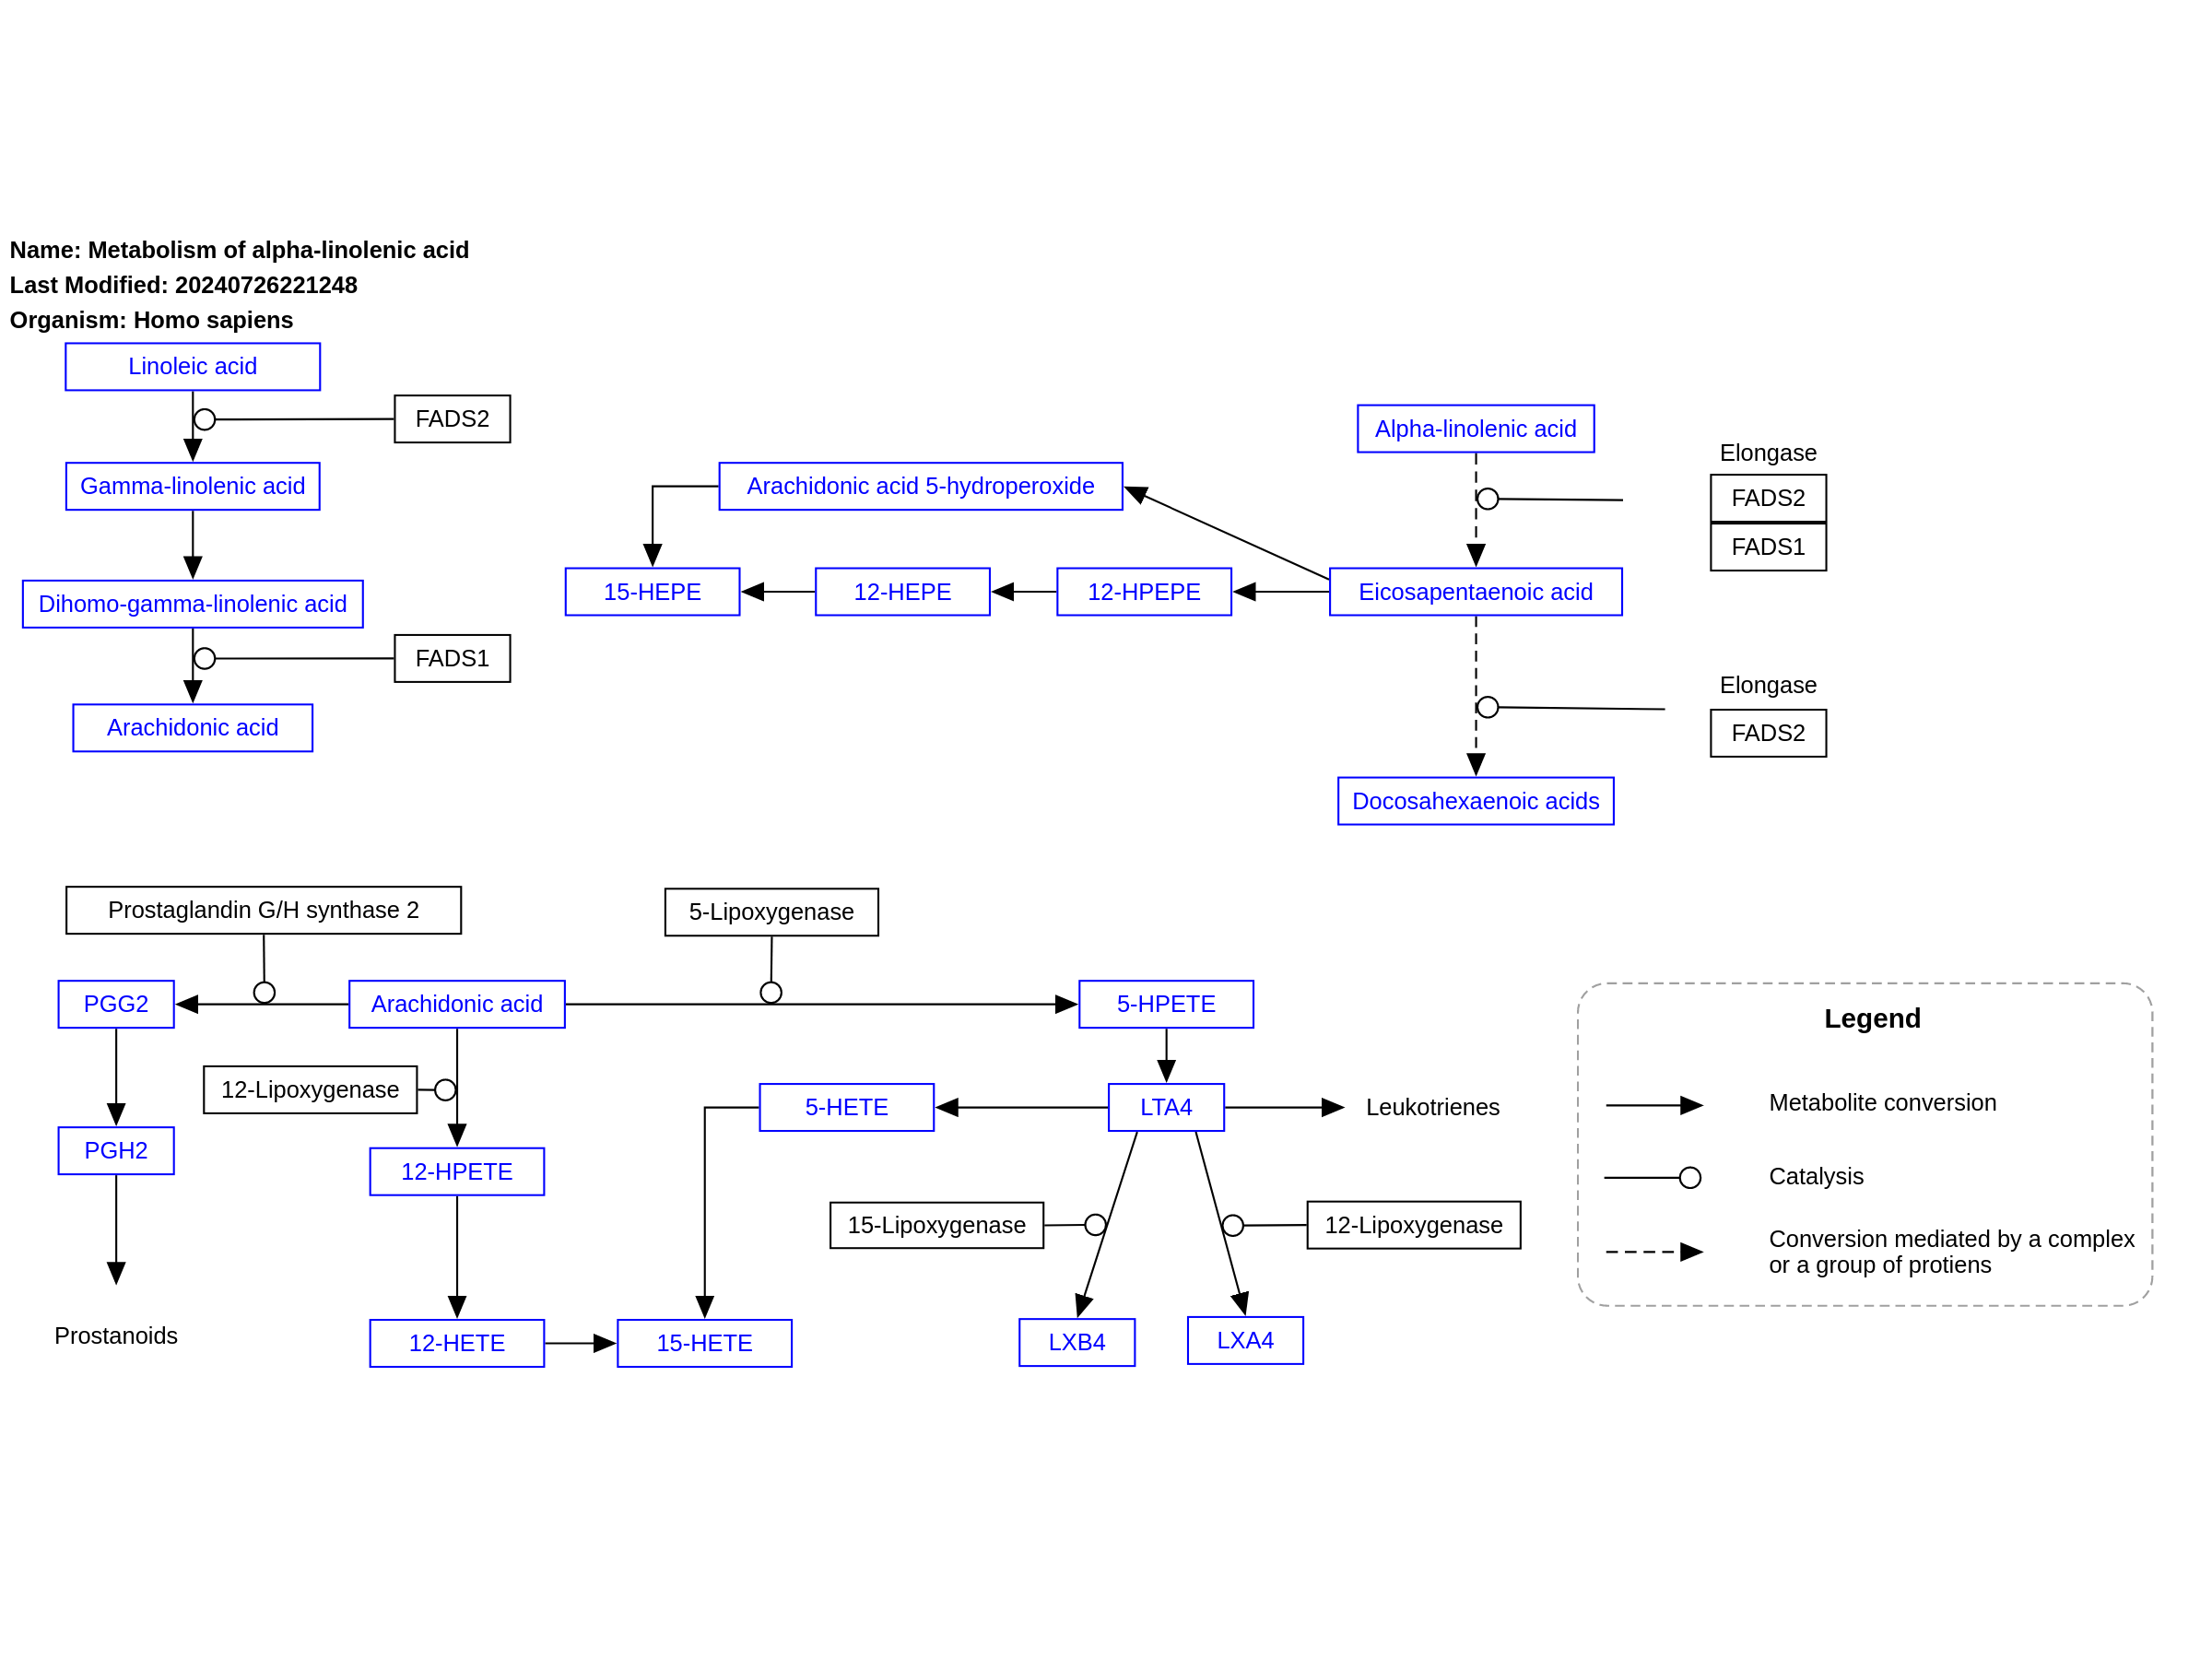 Name: Metabolism of alpha-linolenic acid
Last Modified: 20240726221248
Organism: Homo sapiens
Linoleic acid
FADS2
Gamma-linolenic acid
Dihomo-gamma-linolenic acid
FADS1
Arachidonic acid
Alpha-linolenic acid
Elongase
FADS2
FADS1
Arachidonic acid 5-hydroperoxide
15-HEPE
12-HEPE
12-HPEPE
Eicosapentaenoic acid
Elongase
FADS2
Docosahexaenoic acids
Prostaglandin G/H synthase 2
5-Lipoxygenase
PGG2
Arachidonic acid
5-HPETE
12-Lipoxygenase
5-HETE
LTA4
Leukotrienes
PGH2
12-HPETE
15-Lipoxygenase
12-Lipoxygenase
Prostanoids
12-HETE
15-HETE
LXB4
LXA4
Legend
Metabolite conversion
Catalysis
Conversion mediated by a complex
or a group of protiens